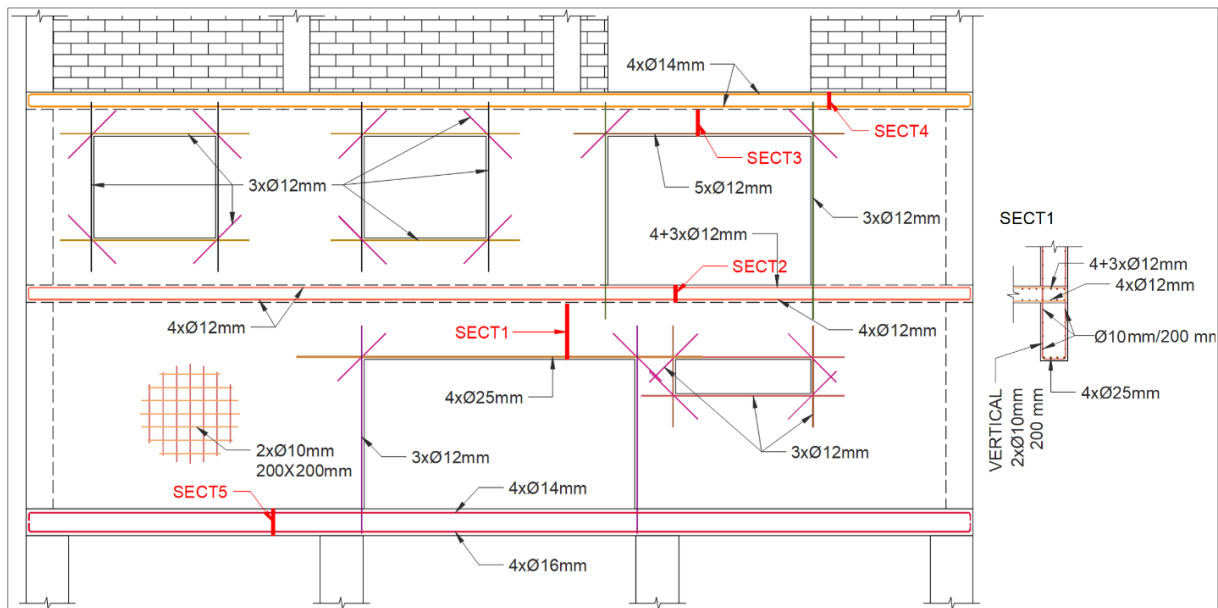 4xØ14mm
SECT4
SECT3
3xØ12mm
5xØ12mm
3xØ12mm
4+3xØ12mm
SECT2
4xØ12mm
SECT1
4xØ12mm
4xØ25mm
2xØ10mm
200X200mm
3xØ12mm
3xØ12mm
SECT5
4xØ14mm
4xØ16mm
SECT1
4+3xØ12mm
4xØ12mm
Ø10mm/200 mm
4xØ25mm
VERTICAL
2xØ10mm
200 mm